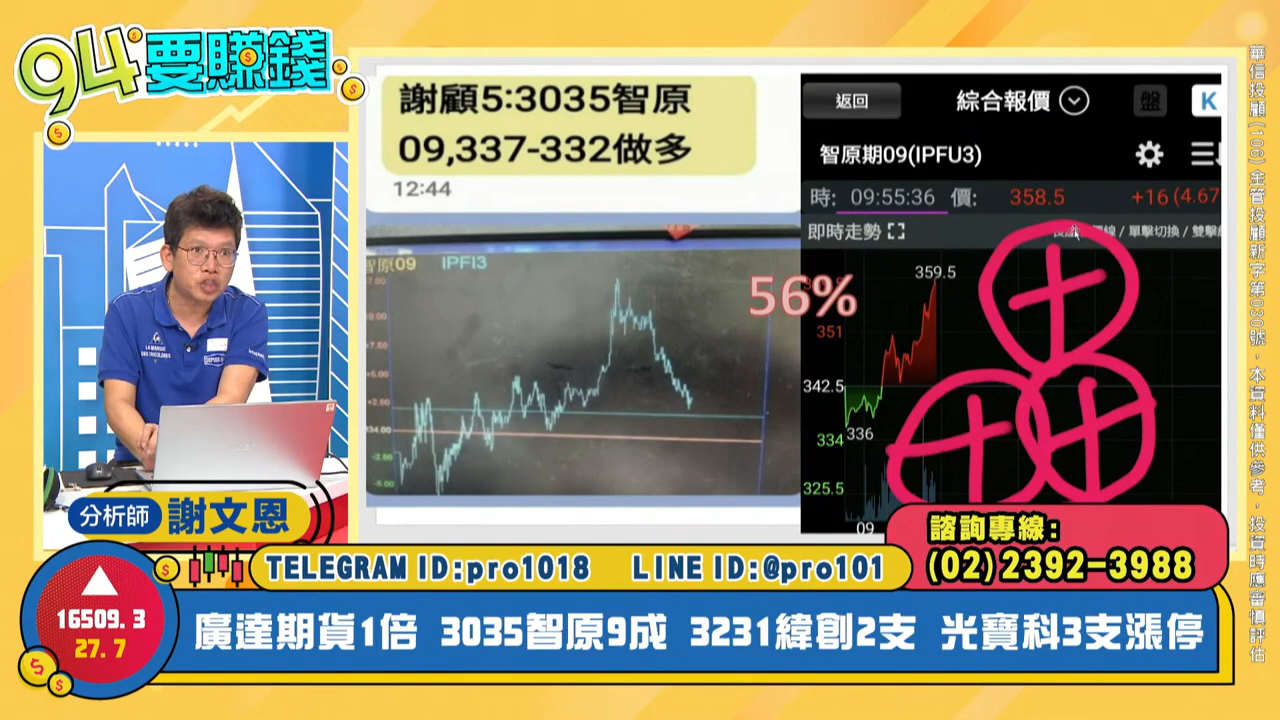 94要賺錢
謝顧5:3035智原
09,337-332做多
12:44
智原09 IPFI3
56%
返回
綜合報價
盤
K
智原期09(IPFU3)
時: 09:55:36 價: 358.5 +16(4.67
即時走勢
/ 單擊切換 / 雙擊
359.5
351
342.5
334
336
325.5
09
分析師 謝文恩
諮詢專線:
(02)2392-3988
TELEGRAM ID:pro1018 LINE ID:@pro101
16509.3
27.7
廣達期貨1倍 3035智原9成 3231緯創2支 光寶科3支漲停
華信投顧(106)金管投顧新字第030號,本資料僅供參考,投資時應審慎評估